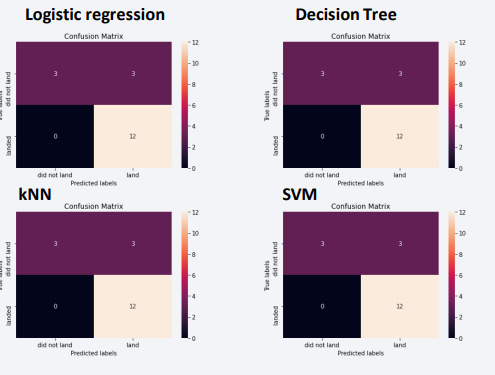 Logistic regression
Decision Tree
Confusion Matrix
True labels
did not land
landed
3 3
0 12
did not land land
Predicted labels
12
10
8
6
4
2
0
Confusion Matrix
True labels
did not land
landed
3 3
0 12
did not land land
Predicted labels
12
10
8
6
4
2
0
kNN
SVM
Confusion Matrix
True labels
did not land
landed
3 3
0 12
did not land land
Predicted labels
12
10
8
6
4
2
0
Confusion Matrix
True labels
did not land
landed
3 3
0 12
did not land land
Predicted labels
12
10
8
6
4
2
0